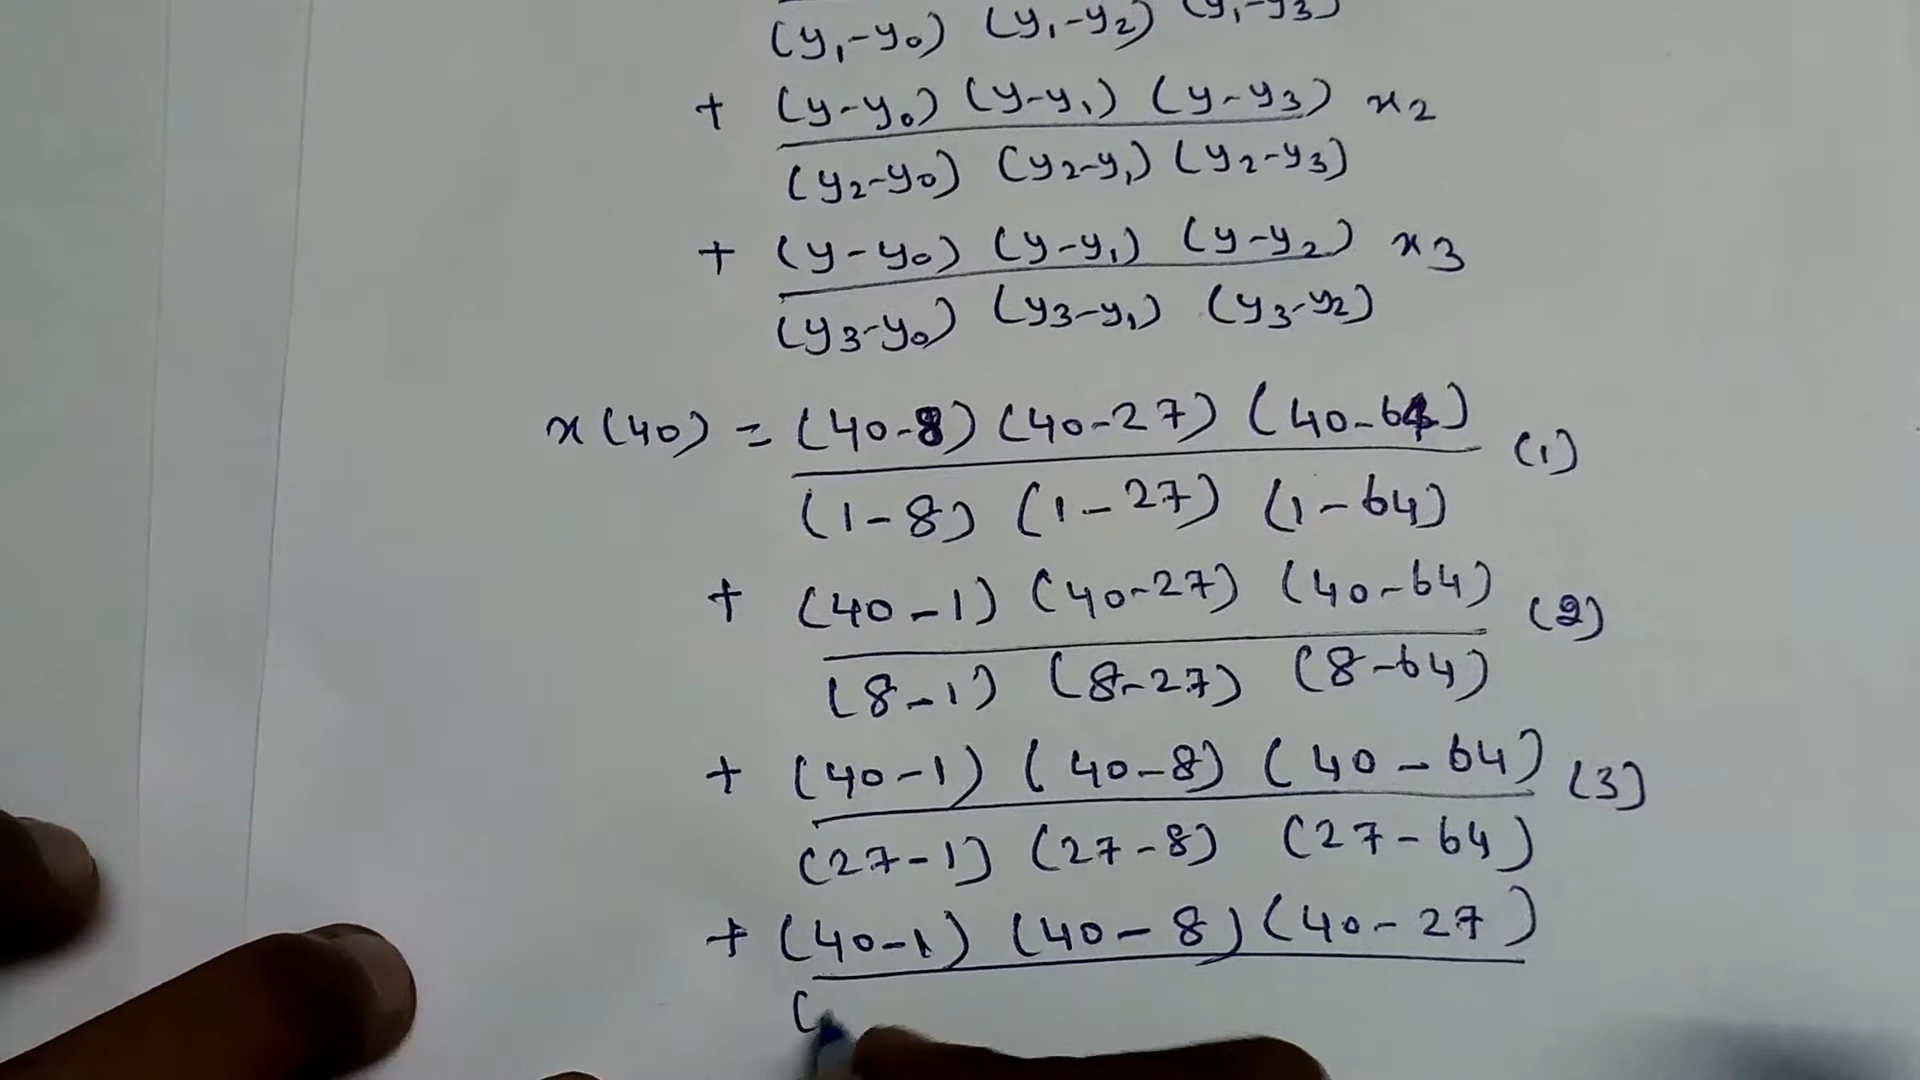 (y₁-y₀) (y₁-y₂) (y₁-y₃)
+ (y-y₀) (y-y₁) (y-y₃) x₂
(y₂-y₀) (y₂-y₁) (y₂-y₃)
+ (y-y₀) (y-y₁) (y-y₂) x₃
(y₃-y₀) (y₃-y₁) (y₃-y₂)
x(40) = (40-8) (40-27) (40-64) (1)
(1-8) (1-27) (1-64)
+ (40-1) (40-27) (40-64) (2)
(8-1) (8-27) (8-64)
+ (40-1) (40-8) (40-64) (3)
(27-1) (27-8) (27-64)
+ (40-1) (40-8) (40-27)
(